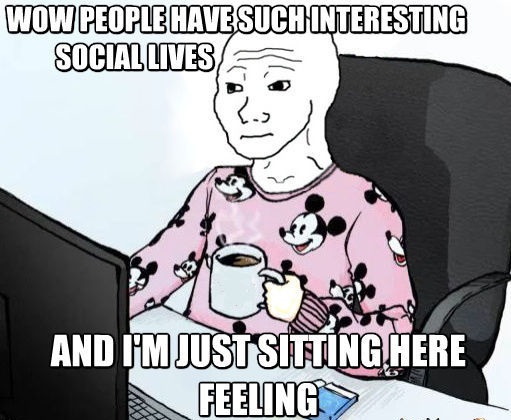 WOW PEOPLE HAVE SUCH INTERESTING
SOCIAL LIVES
AND I'M JUST SITTING HERE
FEELING